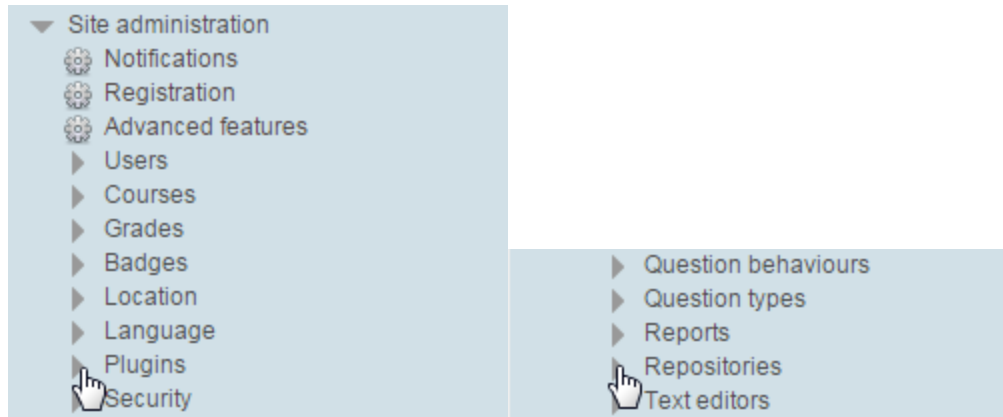 Site administration
Notifications
Registration
Advanced features
Users
Courses
Grades
Badges
Location
Language
Plugins
Security
Question behaviours
Question types
Reports
Repositories
Text editors